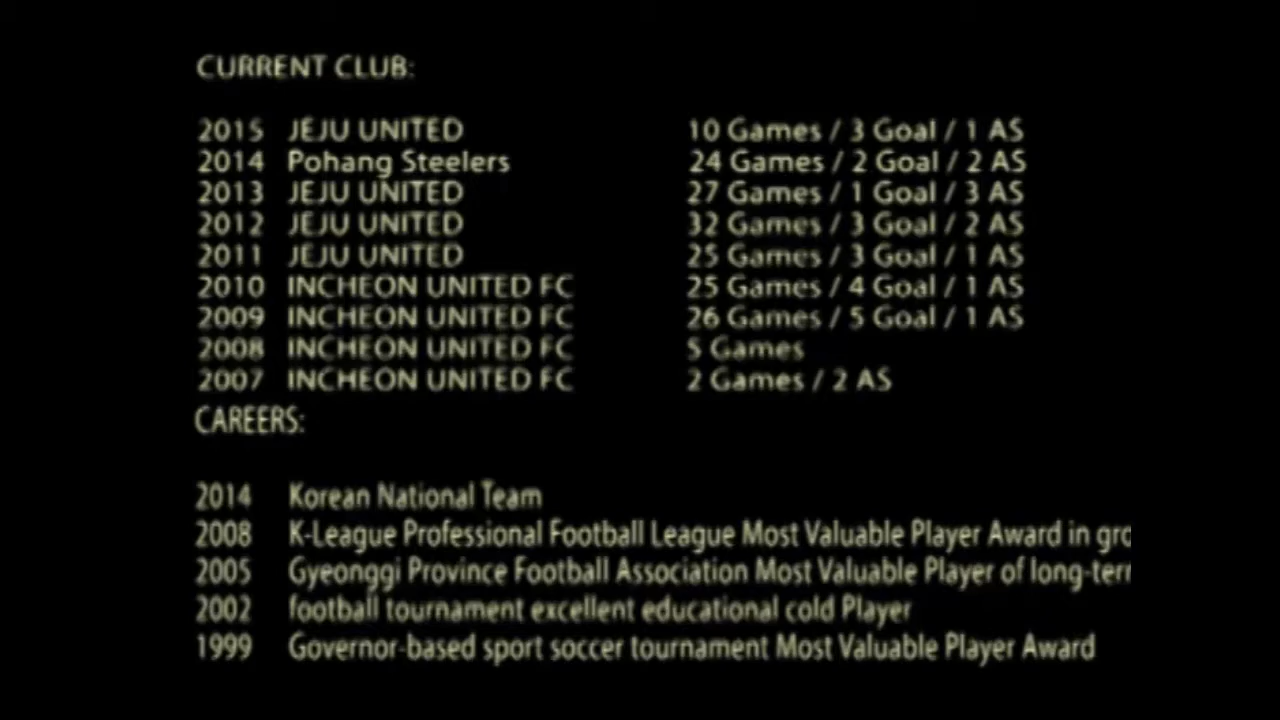 CURRENT CLUB:
2015 JEJU UNITED 10 Games / 3 Goal / 1 AS
2014 Pohang Steelers 24 Games / 2 Goal / 2 AS
2013 JEJU UNITED 27 Games / 1 Goal / 3 AS
2012 JEJU UNITED 32 Games / 3 Goal / 2 AS
2011 JEJU UNITED 25 Games / 3 Goal / 1 AS
2010 INCHEON UNITED FC 25 Games / 4 Goal / 1 AS
2009 INCHEON UNITED FC 26 Games / 5 Goal / 1 AS
2008 INCHEON UNITED FC 5 Games
2007 INCHEON UNITED FC 2 Games / 2 AS
CAREERS:
2014 Korean National Team
2008 K-League Professional Football League Most Valuable Player Award in
2005 Gyeonggi Province Football Association Most Valuable Player of
2002 football tournament excellent educational cold Player
1999 Governor-based sport soccer tournament Most Valuable Player Award